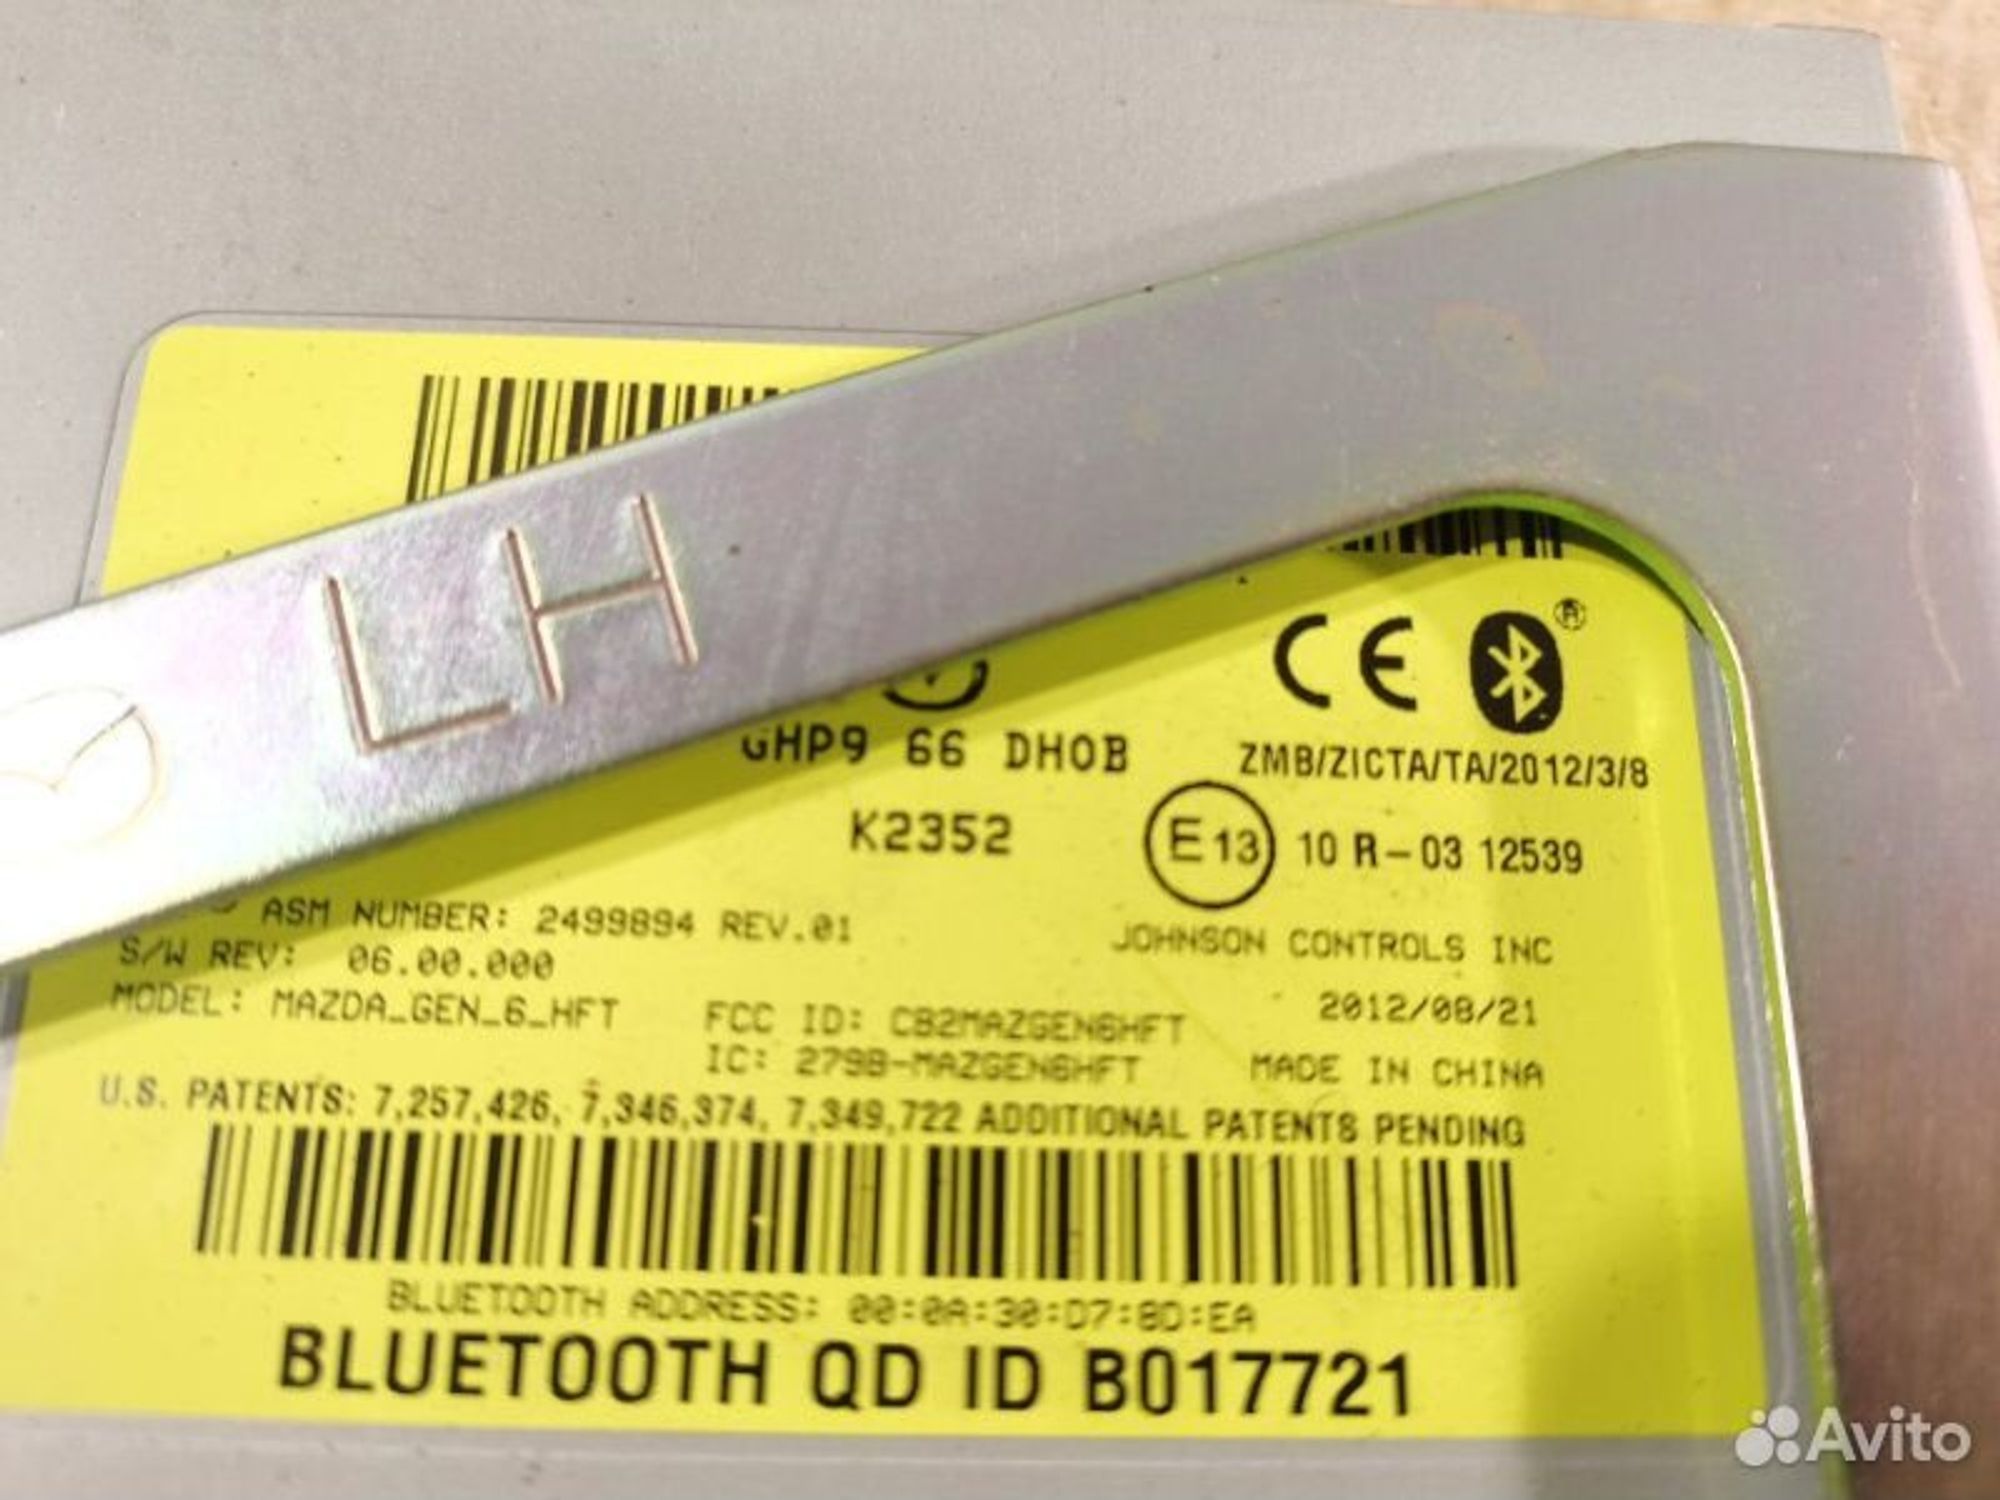 LH
GHP9 66 DH0B
K2352
ZMB/ZICTA/TA/2012/3/8
E13 10 R-03 12539
ASM NUMBER: 2499894 REV.01
S/W REV: 06.00.000
MODEL: MAZDA_GEN_6_HFT
JOHNSON CONTROLS INC
2012/08/21
FCC ID: CB2MAZGEN6HFT
IC: 279B-MAZGEN6HFT
MADE IN CHINA
U.S. PATENTS: 7,257,426, 7,346,374, 7,349,722 ADDITIONAL PATENTS PENDING
BLUETOOTH ADDRESS: 00:0A:30:D7:8D:EA
BLUETOOTH QD ID B017721
Avito